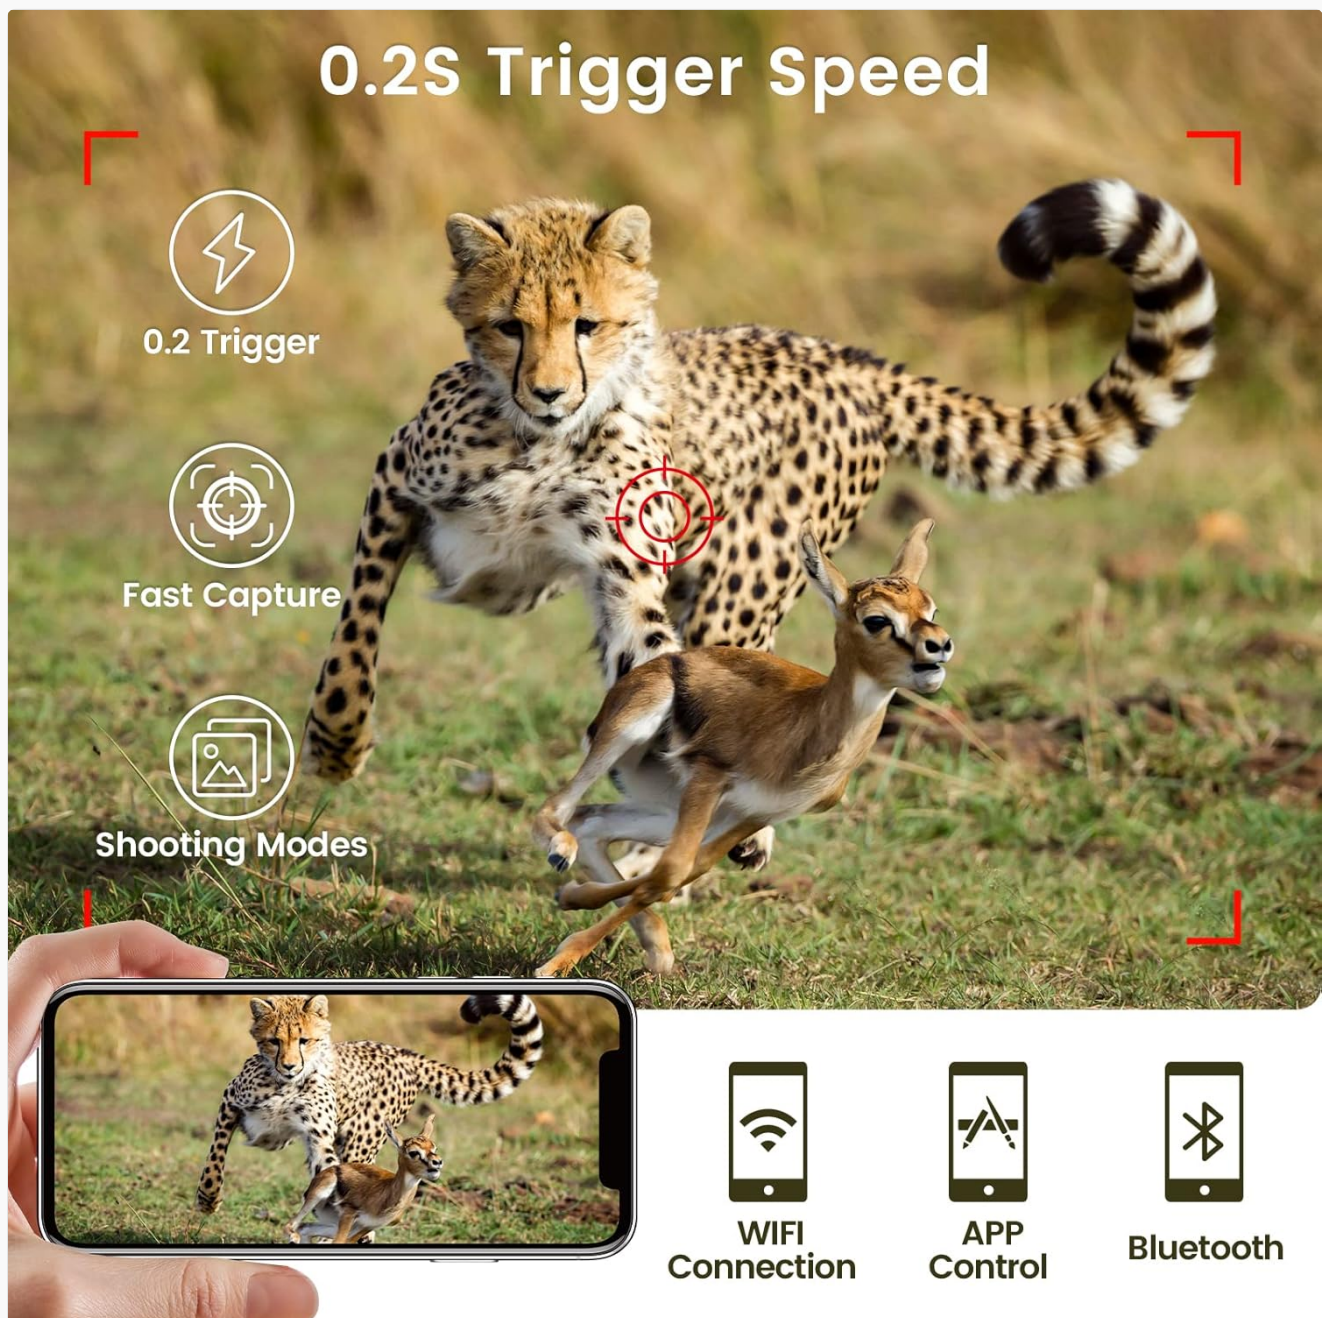 0.2S Trigger Speed
0.2 Trigger
Fast Capture
Shooting Modes
WIFI
Connection
APP
Control
Bluetooth